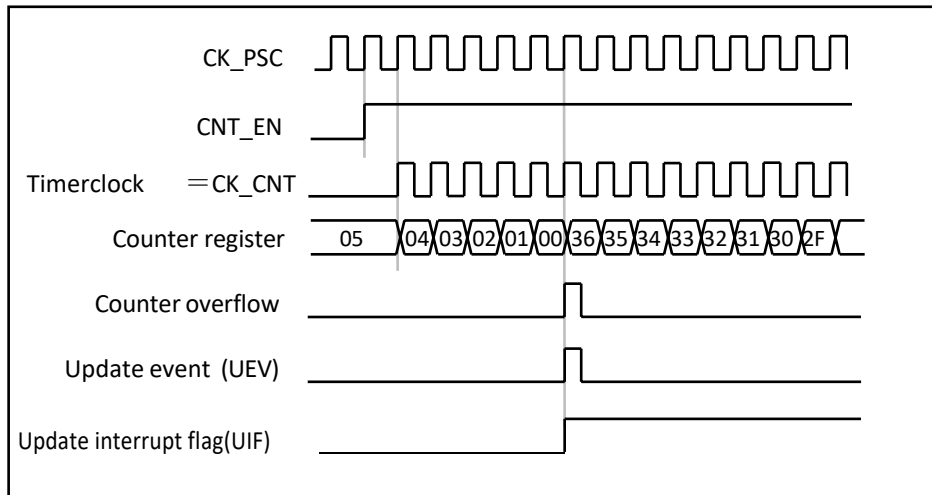 CK_PSC
CNT_EN
Timerclock =CK_CNT
Counter register 05 04 03 02 01 00 36 35 34 33 32 31 30 2F
Counter overflow
Update event (UEV)
Update interrupt flag(UIF)